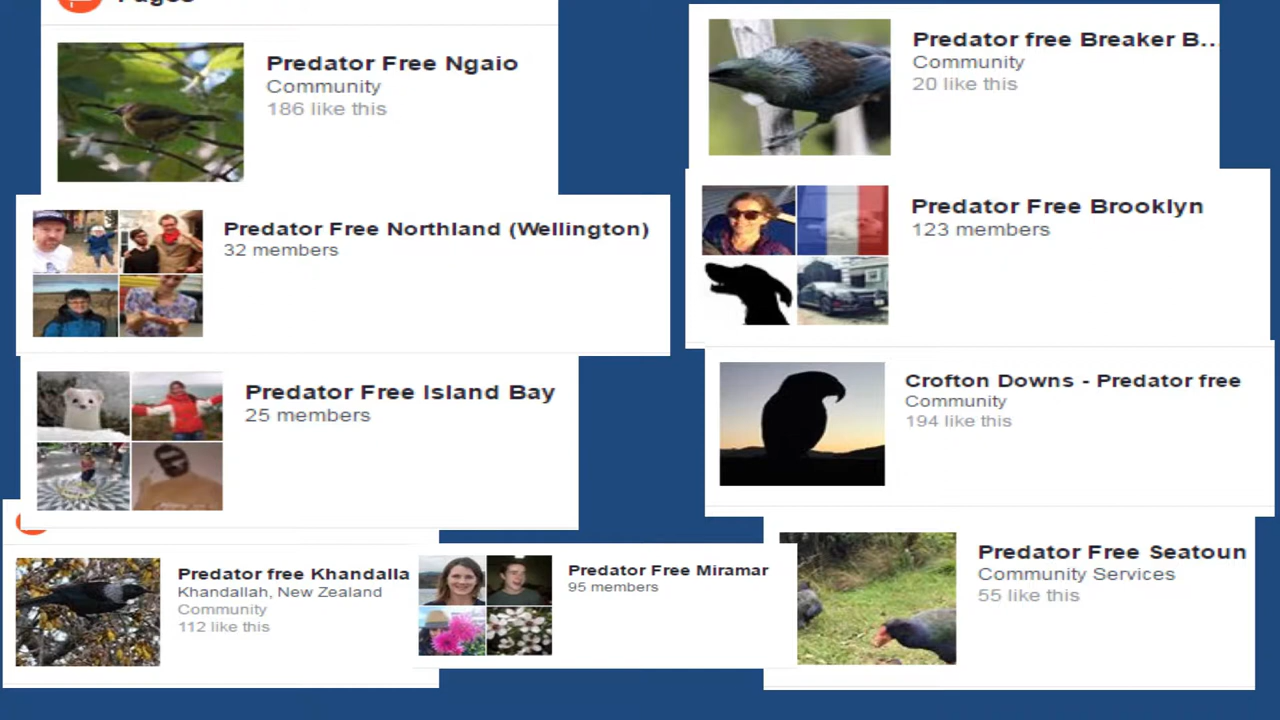 Pages
Predator Free Ngaio
Community
186 like this
Predator free Breaker B...
Community
20 like this
Predator Free Northland (Wellington)
32 members
Predator Free Brooklyn
123 members
Predator Free Island Bay
25 members
Crofton Downs - Predator free
Community
194 like this
Predator free Khandalla
Khandallah, New Zealand
Community
112 like this
Predator Free Miramar
95 members
Predator Free Seatoun
Community Services
55 like this